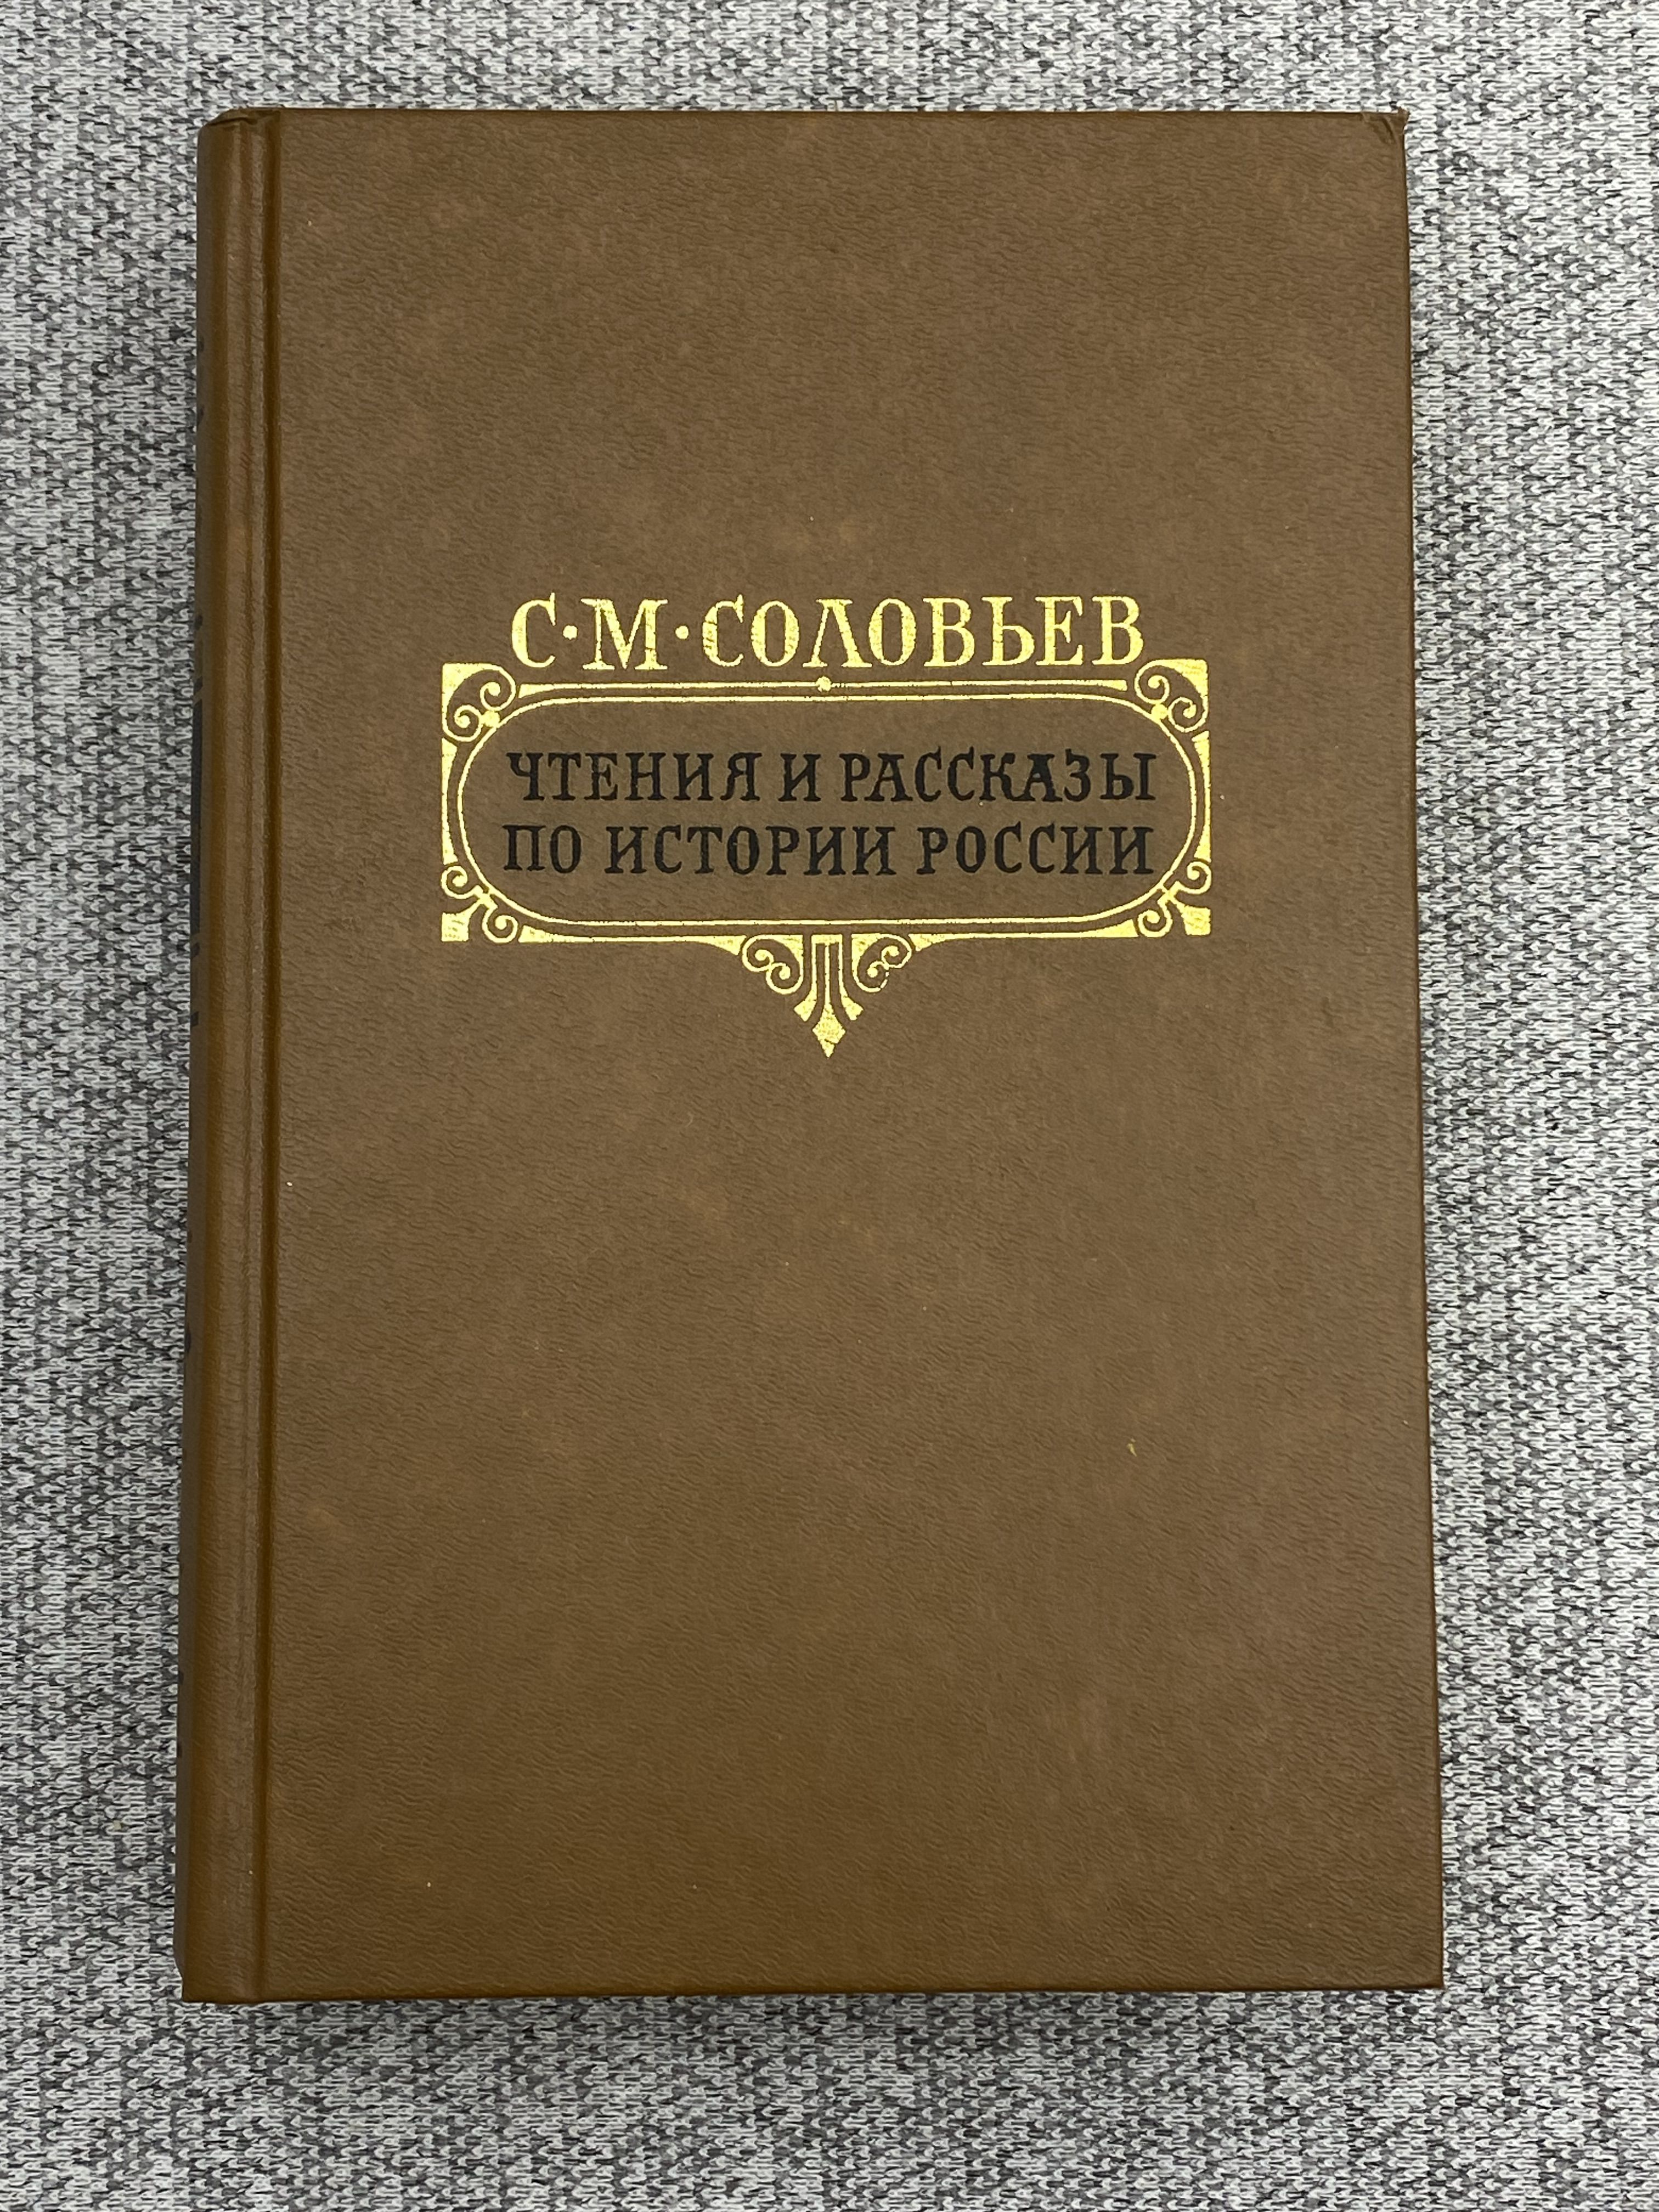 С·М·СОЛОВЬЕВ
ЧТЕНИЯ И РАССКАЗЫ
ПО ИСТОРИИ РОССИИ